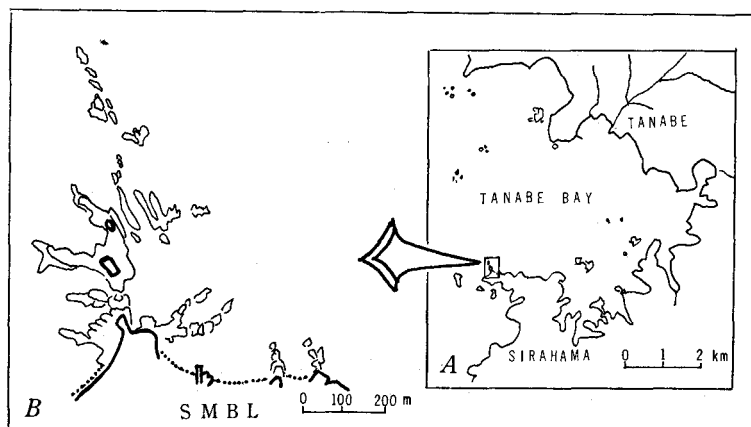 TANABE
TANABE BAY
A
SIRAHAMA
0 1 2 km
B
SMBL
0 100 200 m